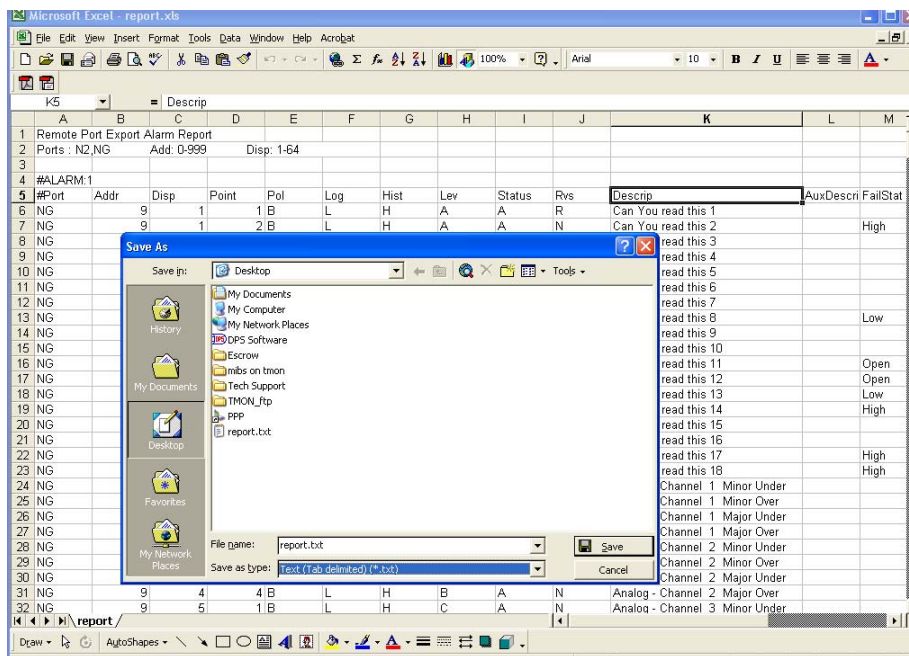 Microsoft Excel - report.xls
File Edit View Insert Format Tools Data Window Help Acrobat
100% Arial 10 B I U
K5 = Descrip
A B C D E F G H I J K L M
1 Remote Port Export Alarm Report
2 Ports : N2,NG Add: 0-999 Disp: 1-64
3
4 #ALARM:1
5 #Port Addr Disp Point Pol Log Hist Lev Status Rvs Descrip AuxDescri FailStat
6 NG 9 1 1 B L H A A R Can You read this 1
7 NG 9 1 2 B L H A A N Can You read this 2 High
8 NG read this 3
9 NG read this 4
10 NG read this 5
11 NG read this 6
12 NG read this 7
13 NG read this 8 Low
14 NG read this 9
15 NG read this 10
16 NG read this 11 Open
17 NG read this 12 Open
18 NG read this 13 Low
19 NG read this 14 High
20 NG read this 15
21 NG read this 16
22 NG read this 17 High
23 NG read this 18 High
24 NG Channel 1 Minor Under
25 NG Channel 1 Minor Over
26 NG Channel 1 Major Under
27 NG Channel 1 Major Over
28 NG Channel 2 Minor Under
29 NG Channel 2 Minor Over
30 NG Channel 2 Major Under
31 NG 9 4 4 B L H B A N Analog - Channel 2 Major Over
32 NG 9 5 1 B L H C A N Analog - Channel 3 Minor Under
Save As
Save in: Desktop Tools
History
My Documents
Desktop
Favorites
My Network Places
My Documents
My Computer
My Network Places
DPS Software
Escrow
mibs on tmon
Tech Support
TMON_ftp
PPP
report.txt
File name: report.txt Save
Save as type: Text (Tab delimited) (*.txt) Cancel
report
Draw AutoShapes